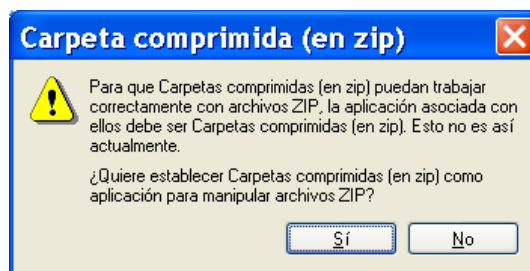 Carpeta comprimida (en zip)
Para que Carpetas comprimidas (en zip) puedan trabajar
correctamente con archivos ZIP, la aplicación asociada con
ellos debe ser Carpetas comprimidas (en zip). Esto no es así
actualmente.
¿Quiere establecer Carpetas comprimidas (en zip) como
aplicación para manipular archivos ZIP?
Sí No